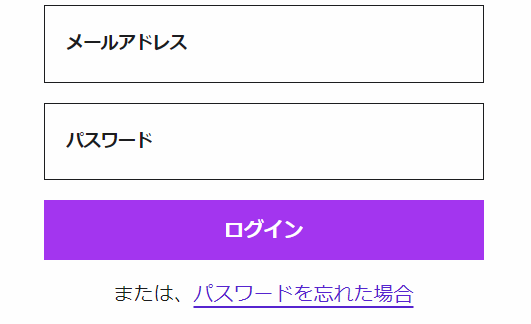 メールアドレス
パスワード
ログイン
または、パスワードを忘れた場合